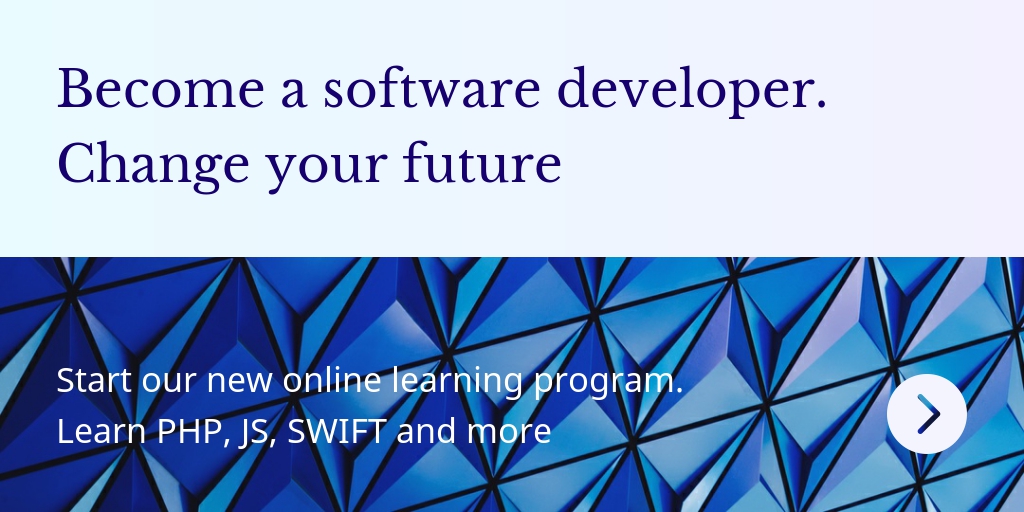 Become a software developer.
Change your future
Start our new online learning program.
Learn PHP, JS, SWIFT and more